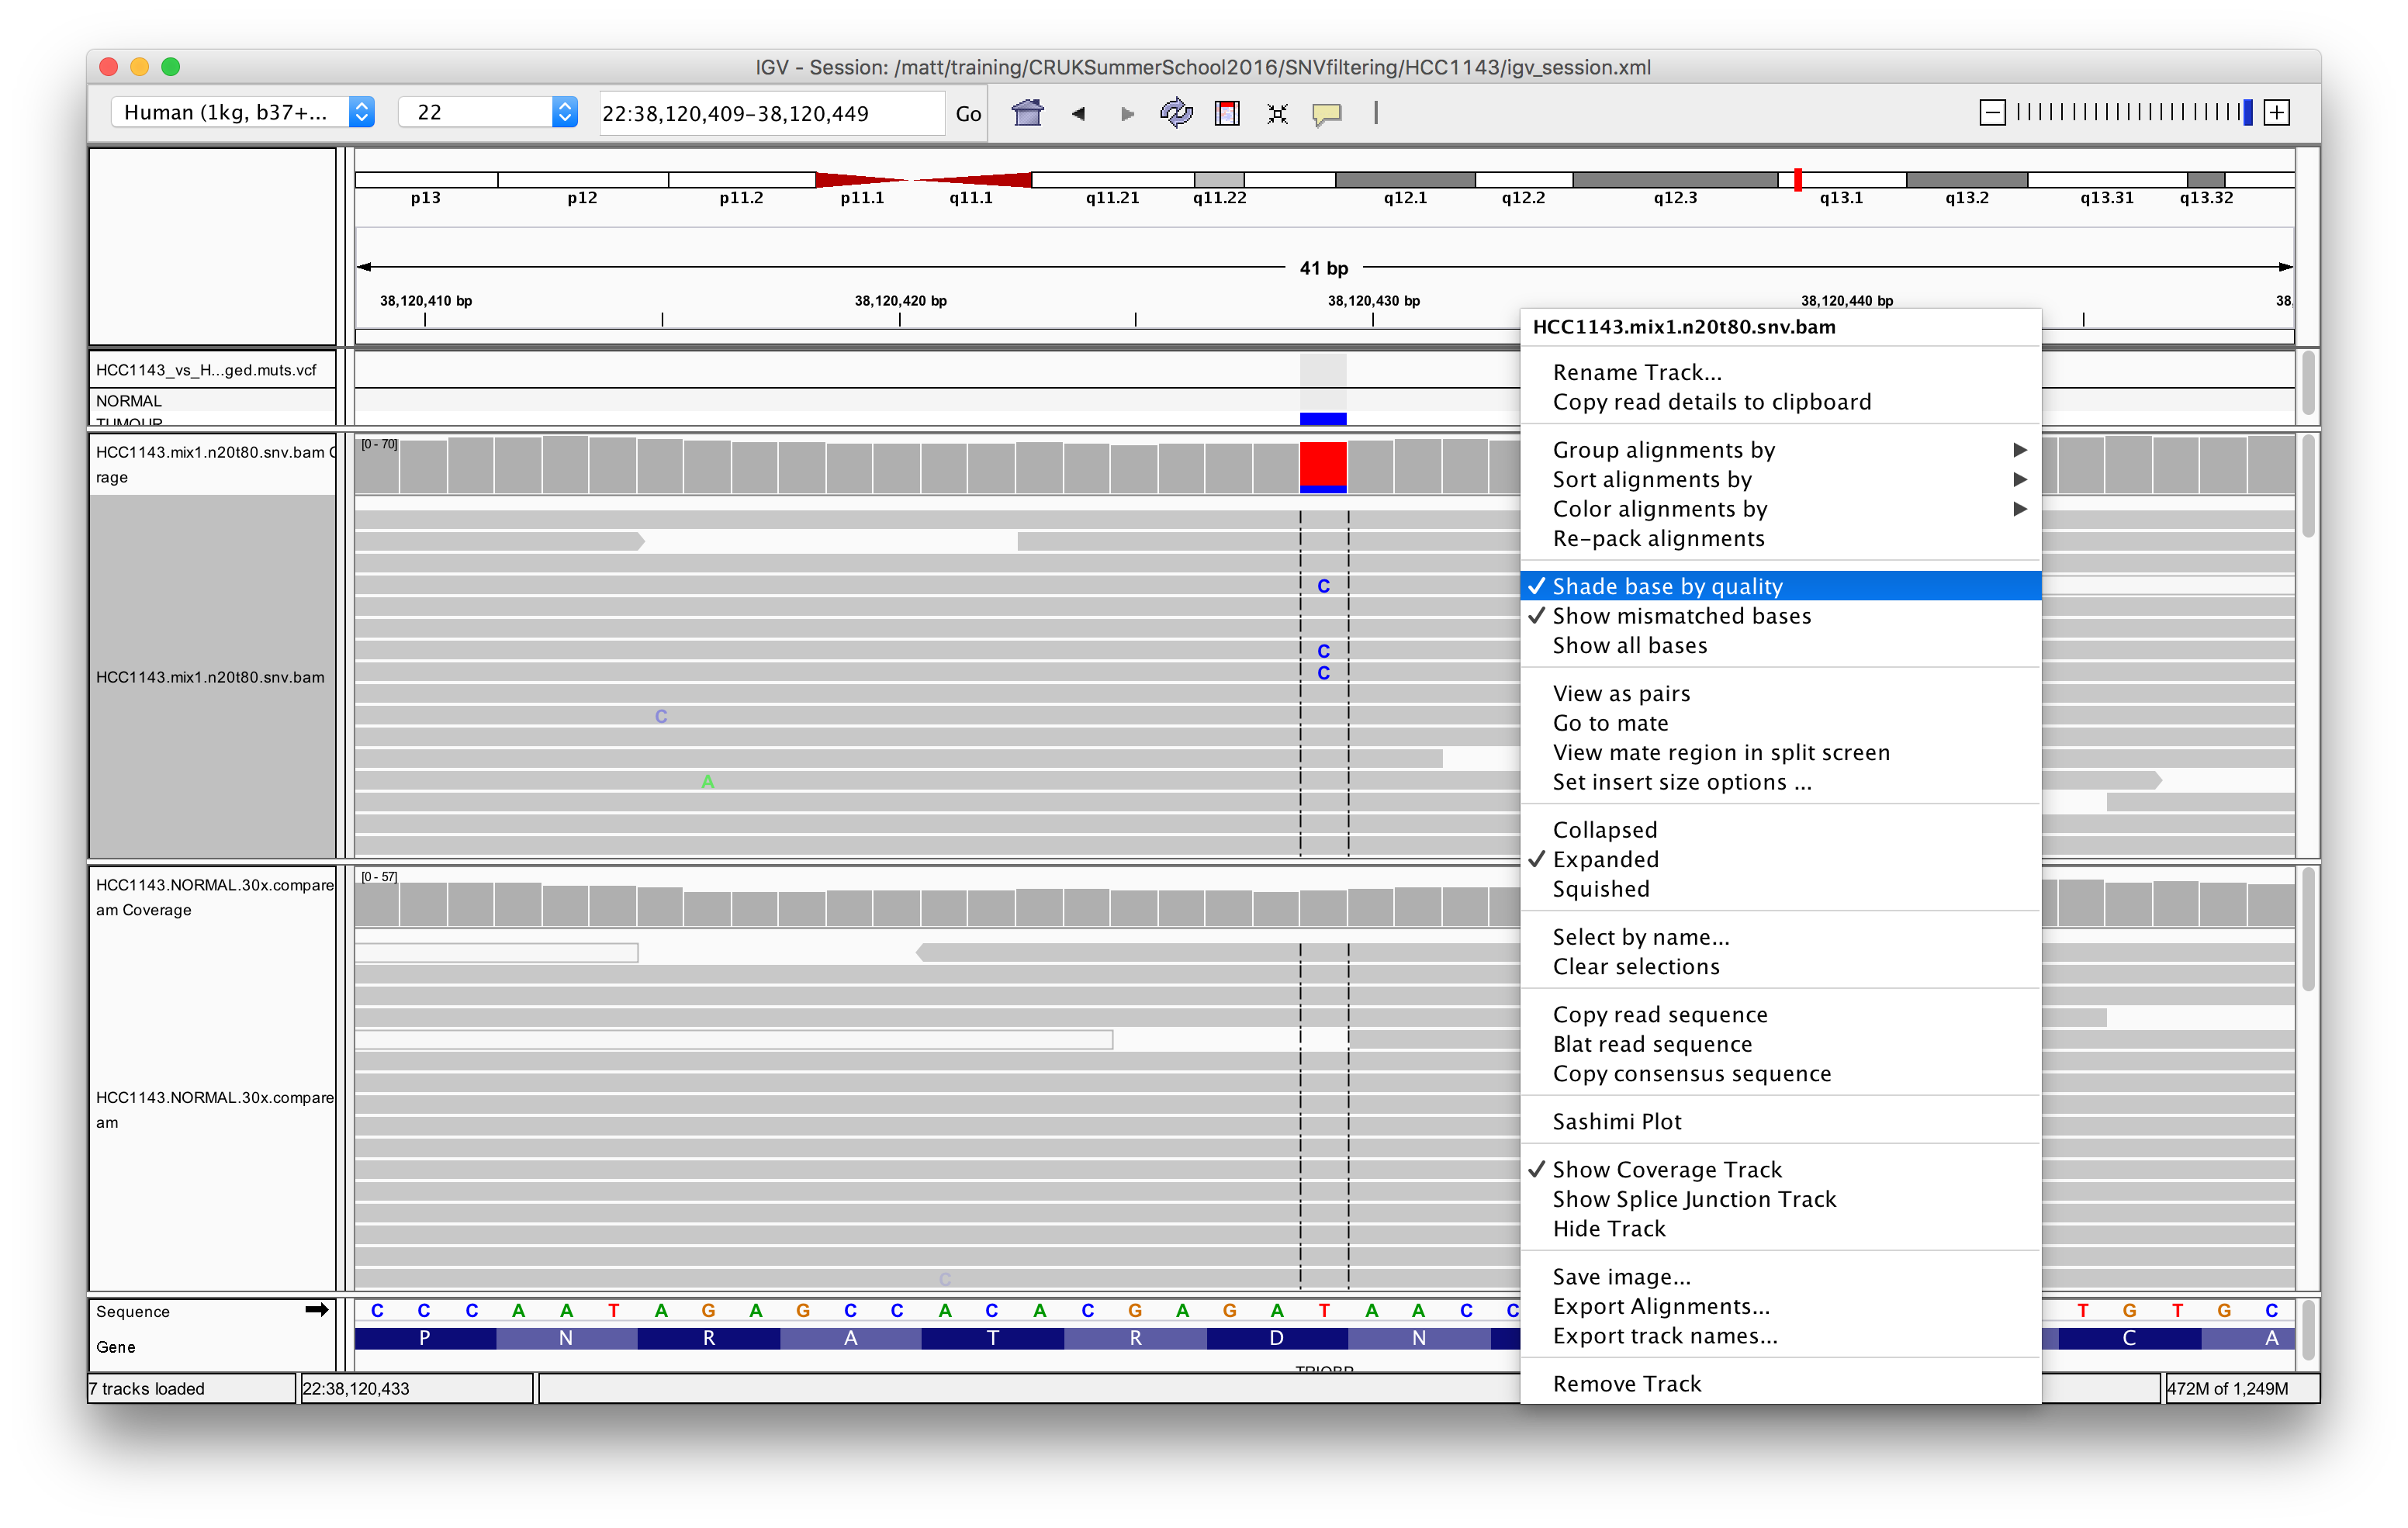 IGV - Session: /matt/training/CRUKSummerSchool2016/SNVfiltering/HCC1143/igv_session.xml
Human (1kg, b37+... 22 22:38,120,409-38,120,449 Go
p13 p12 p11.2 p11.1 q11.1 q11.21 q11.22 q12.1 q12.2 q12.3 q13.1 q13.2 q13.31 q13.32
41 bp
38,120,410 bp 38,120,420 bp 38,120,430 bp 38,120,440 bp 38,
HCC1143_vs_H...ged.muts.vcf
NORMAL
TUMOUR
[0 - 70]
HCC1143.mix1.n20t80.snv.bam C
rage
C
C
C
HCC1143.mix1.n20t80.snv.bam
C
A
[0 - 57]
HCC1143.NORMAL.30x.compare
am Coverage
HCC1143.NORMAL.30x.compare
am
C
Sequence C C C A A T A G A G C C A C A C G A G A T A A C C T G T G C
Gene P N R A T R D N C A
TRIOBP
7 tracks loaded 22:38,120,433 472M of 1,249M
HCC1143.mix1.n20t80.snv.bam
Rename Track...
Copy read details to clipboard
Group alignments by
Sort alignments by
Color alignments by
Re-pack alignments
Shade base by quality
Show mismatched bases
Show all bases
View as pairs
Go to mate
View mate region in split screen
Set insert size options ...
Collapsed
Expanded
Squished
Select by name...
Clear selections
Copy read sequence
Blat read sequence
Copy consensus sequence
Sashimi Plot
Show Coverage Track
Show Splice Junction Track
Hide Track
Save image...
Export Alignments...
Export track names...
Remove Track